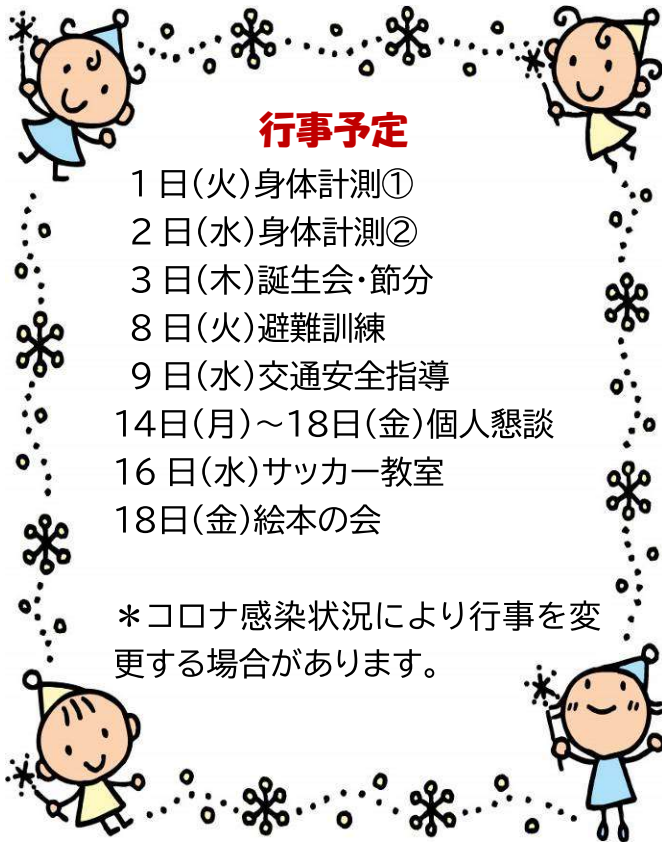 行事予定
1日(火)身体計測①
2日(水)身体計測②
3日(木)誕生会・節分
8日(火)避難訓練
9日(水)交通安全指導
14日(月)～18日(金)個人懇談
16日(水)サッカー教室
18日(金)絵本の会
＊コロナ感染状況により行事を変
更する場合があります。